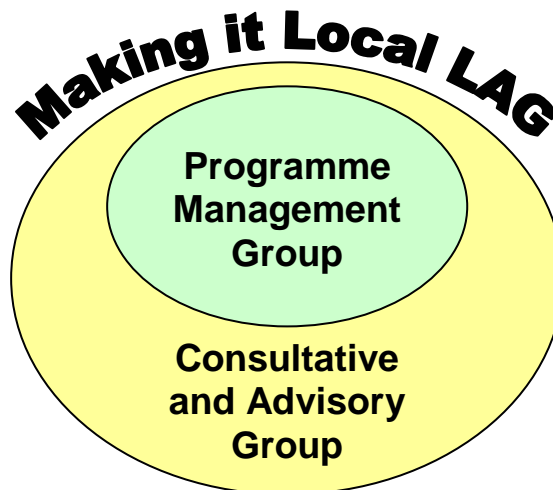 Making it Local LAG
Programme
Management
Group
Consultative
and Advisory
Group